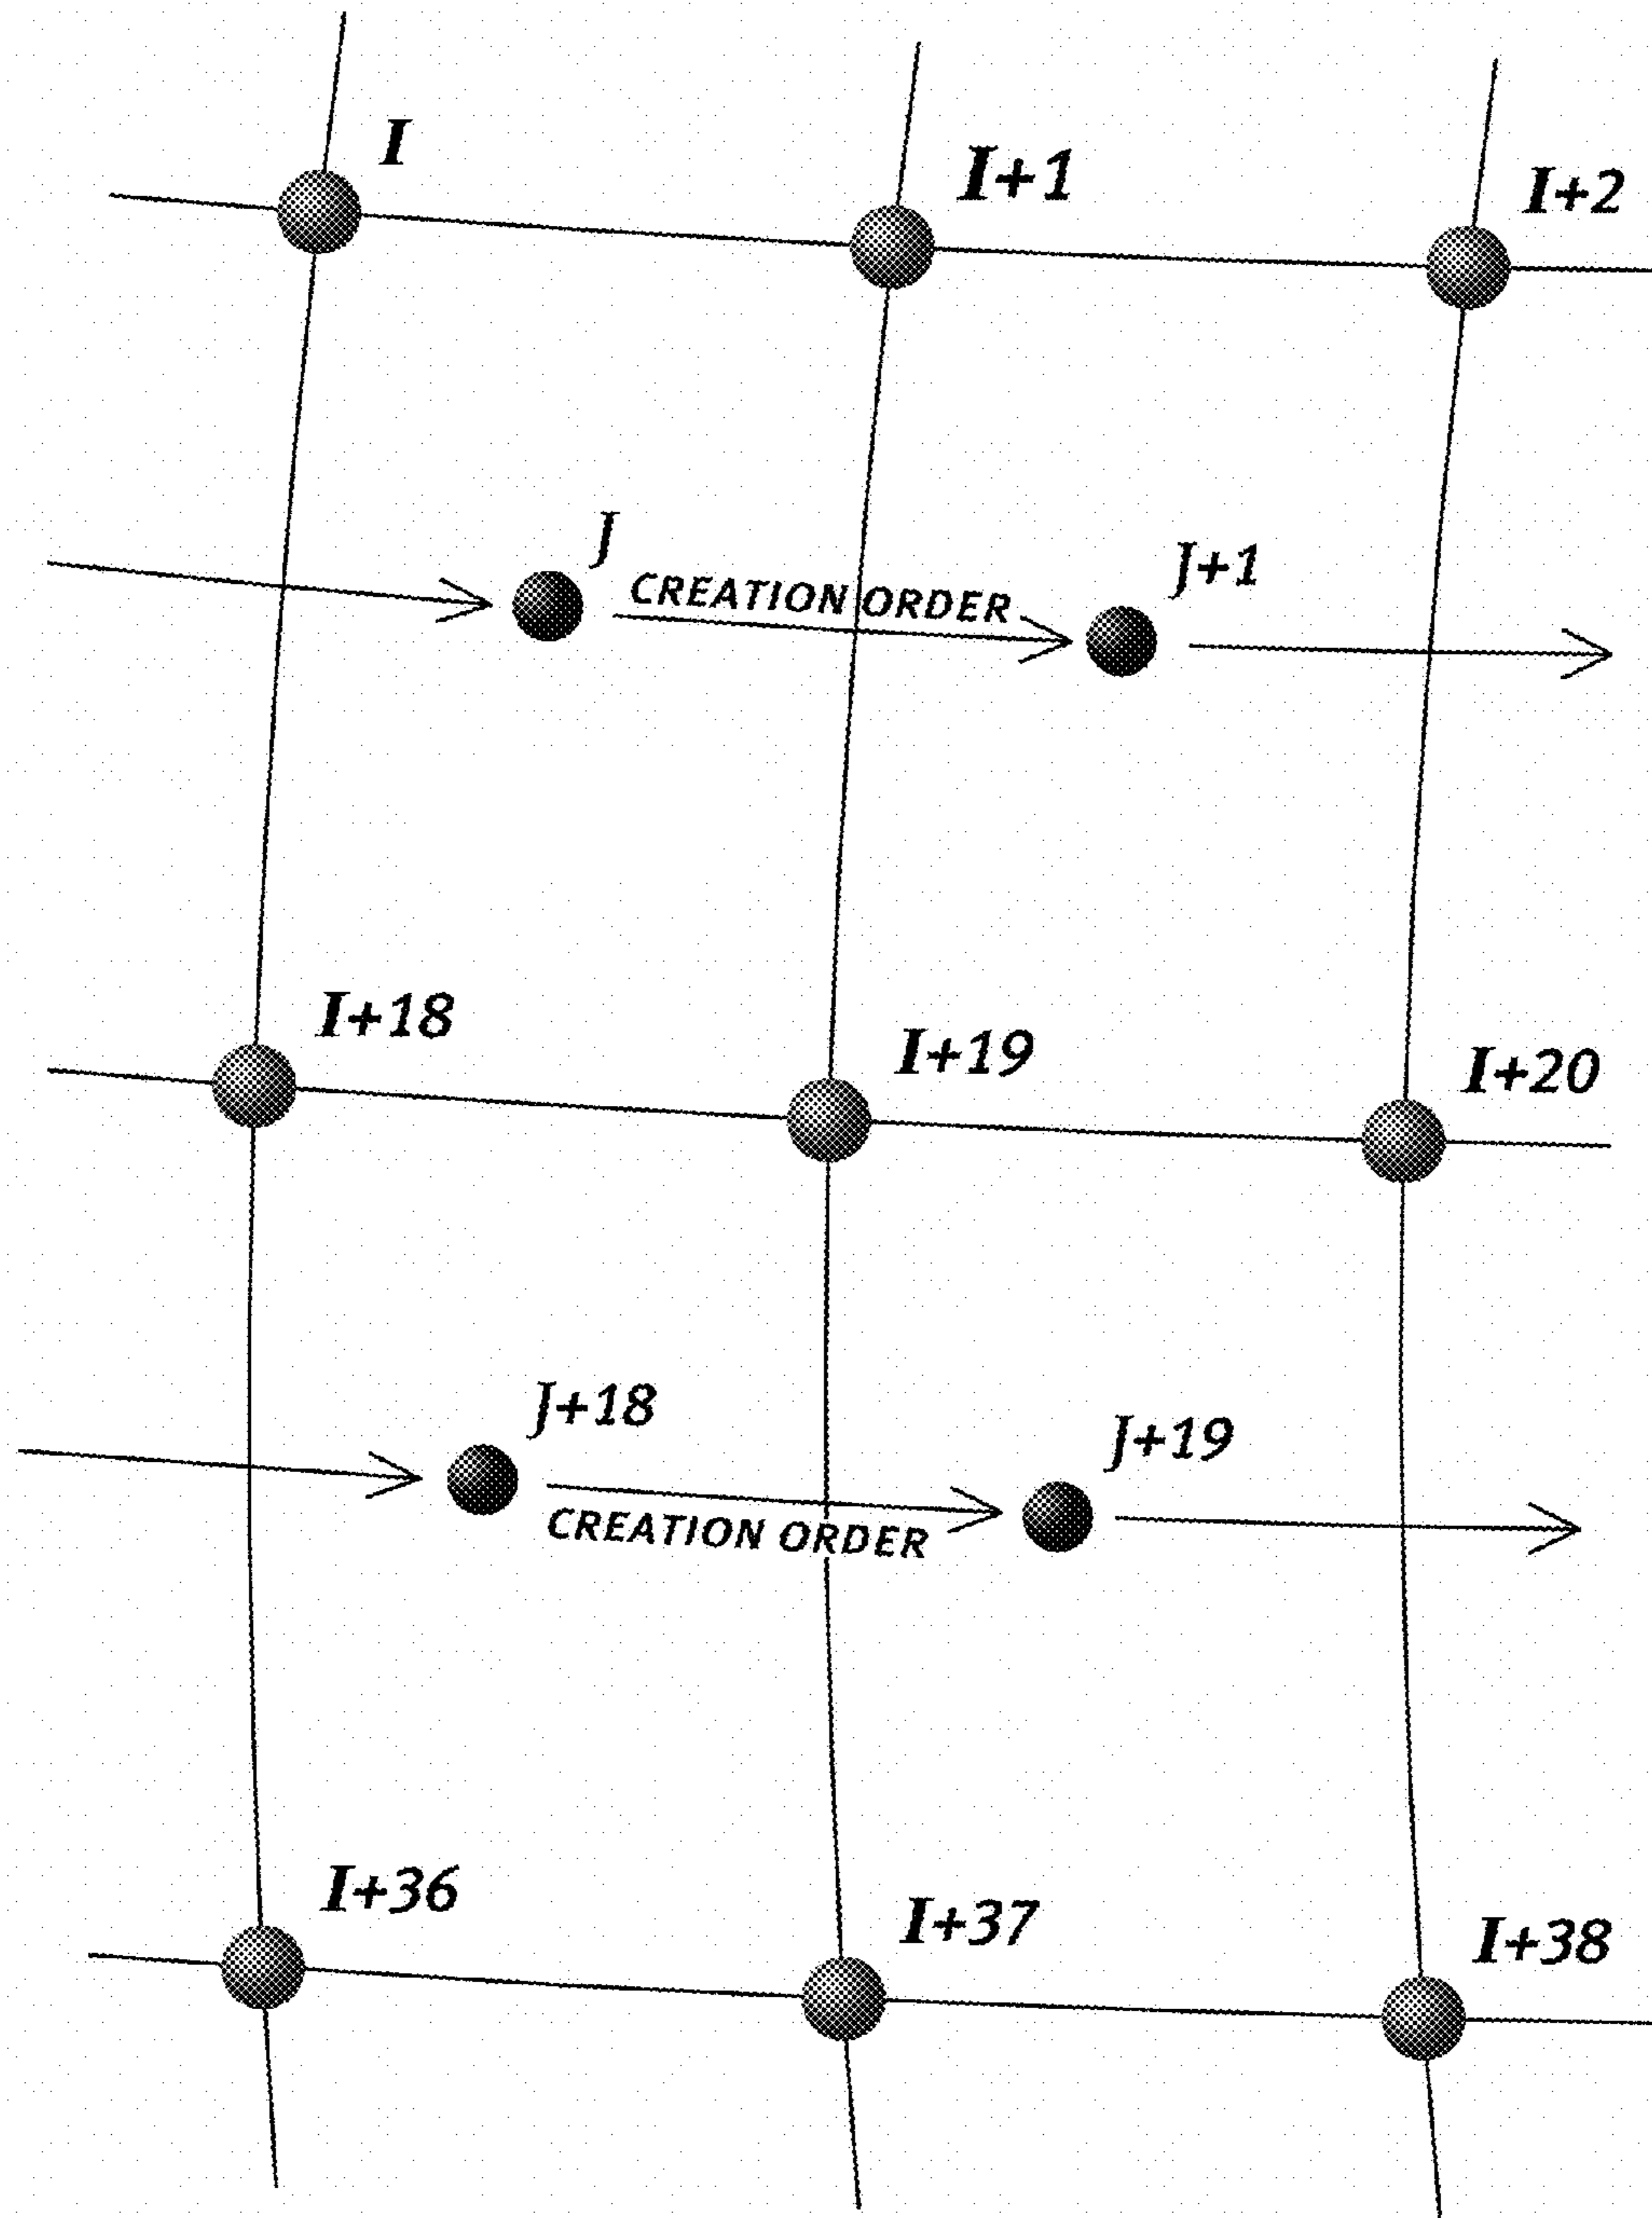 I
I+1
I+2
J
CREATION ORDER
J+1
I+18
I+19
I+20
J+18
J+19
CREATION ORDER
I+36
I+37
I+38